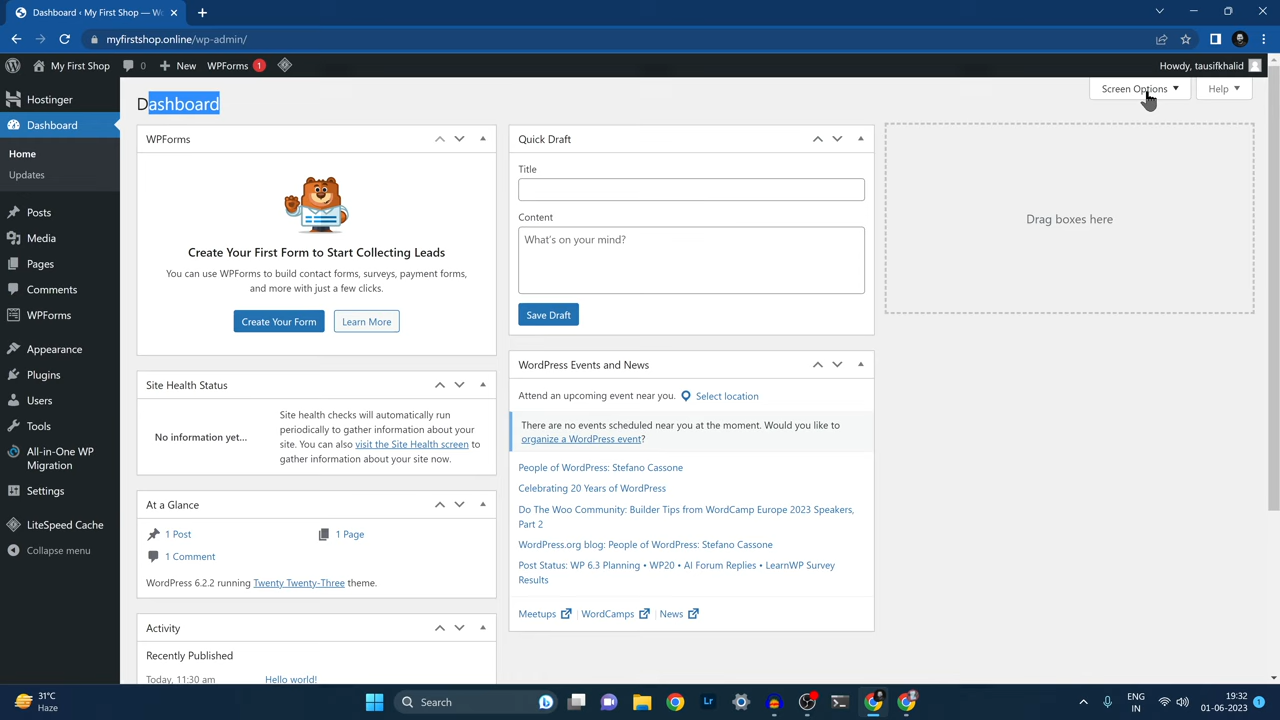 Dashboard ‹ My First Shop — Wo
myfirstshop.online/wp-admin/
My First Shop 0 New WPForms 1
Howdy, tausifkhalid
Hostinger
Dashboard
Home
Updates
Posts
Media
Pages
Comments
WPForms
Appearance
Plugins
Users
Tools
All-in-One WP
Migration
Settings
LiteSpeed Cache
Collapse menu
Dashboard
Screen Options ▼
Help ▼
WPForms
Create Your First Form to Start Collecting Leads
You can use WPForms to build contact forms, surveys, payment forms,
and more with just a few clicks.
Create Your Form
Learn More
Site Health Status
No information yet...
Site health checks will automatically run
periodically to gather information about your
site. You can also visit the Site Health screen to
gather information about your site now.
At a Glance
1 Post
1 Page
1 Comment
WordPress 6.2.2 running Twenty Twenty-Three theme.
Activity
Recently Published
Today, 11:30 am
Hello world!
Quick Draft
Title
Content
What's on your mind?
Save Draft
WordPress Events and News
Attend an upcoming event near you. Select location
There are no events scheduled near you at the moment. Would you like to
organize a WordPress event?
People of WordPress: Stefano Cassone
Celebrating 20 Years of WordPress
Do The Woo Community: Builder Tips from WordCamp Europe 2023 Speakers,
Part 2
WordPress.org blog: People of WordPress: Stefano Cassone
Post Status: WP 6.3 Planning • WP20 • AI Forum Replies • LearnWP Survey
Results
Meetups | WordCamps | News
Drag boxes here
31°C
Haze
Search
Lr
ENG
IN
19:32
01-06-2023
1